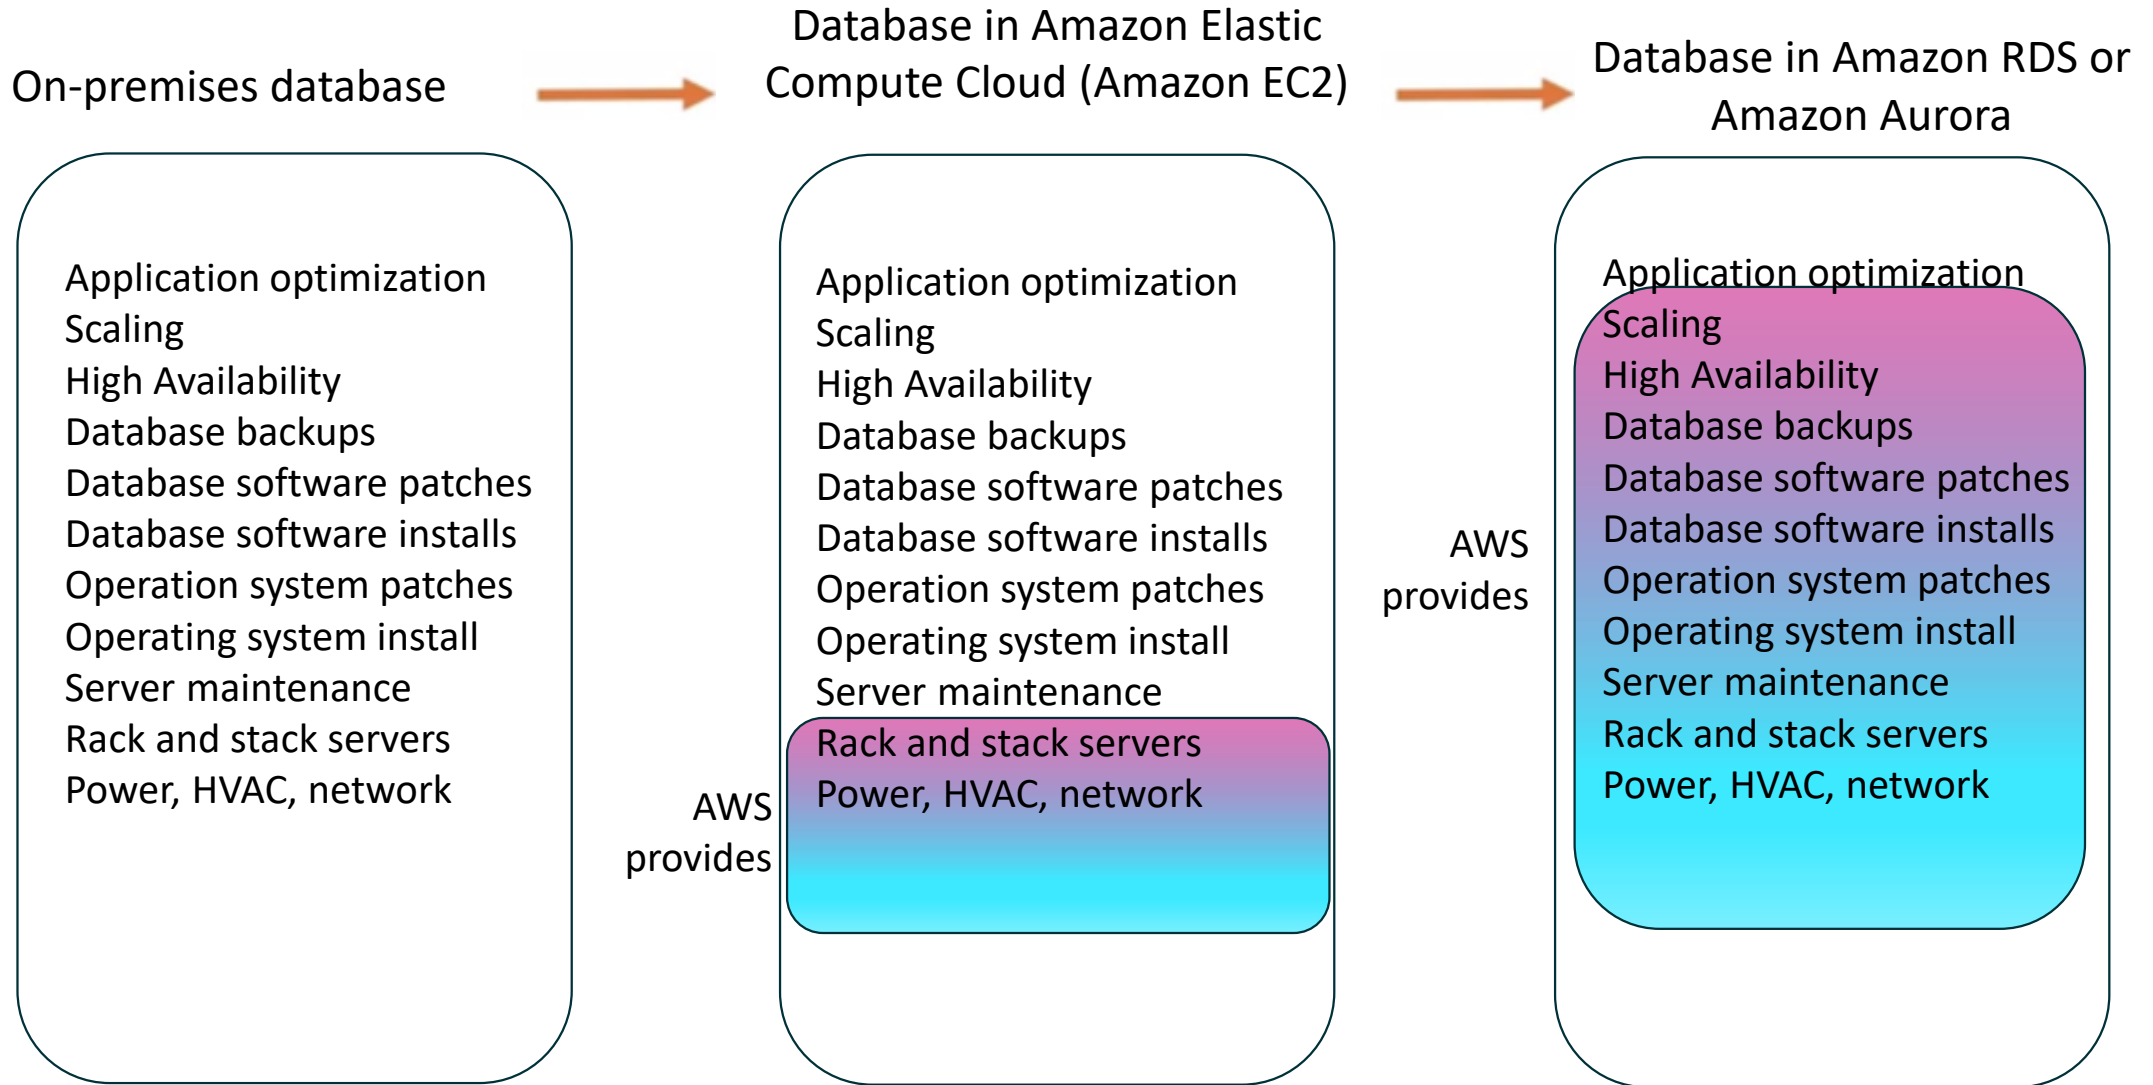 On-premises database
Database in Amazon Elastic
Compute Cloud (Amazon EC2)
Database in Amazon RDS or
Amazon Aurora
Application optimization
Scaling
High Availability
Database backups
Database software patches
Database software installs
Operation system patches
Operating system install
Server maintenance
Rack and stack servers
Power, HVAC, network
AWS
provides
Application optimization
Scaling
High Availability
Database backups
Database software patches
Database software installs
Operation system patches
Operating system install
Server maintenance
Rack and stack servers
Power, HVAC, network
AWS
provides
Application optimization
Scaling
High Availability
Database backups
Database software patches
Database software installs
Operation system patches
Operating system install
Server maintenance
Rack and stack servers
Power, HVAC, network